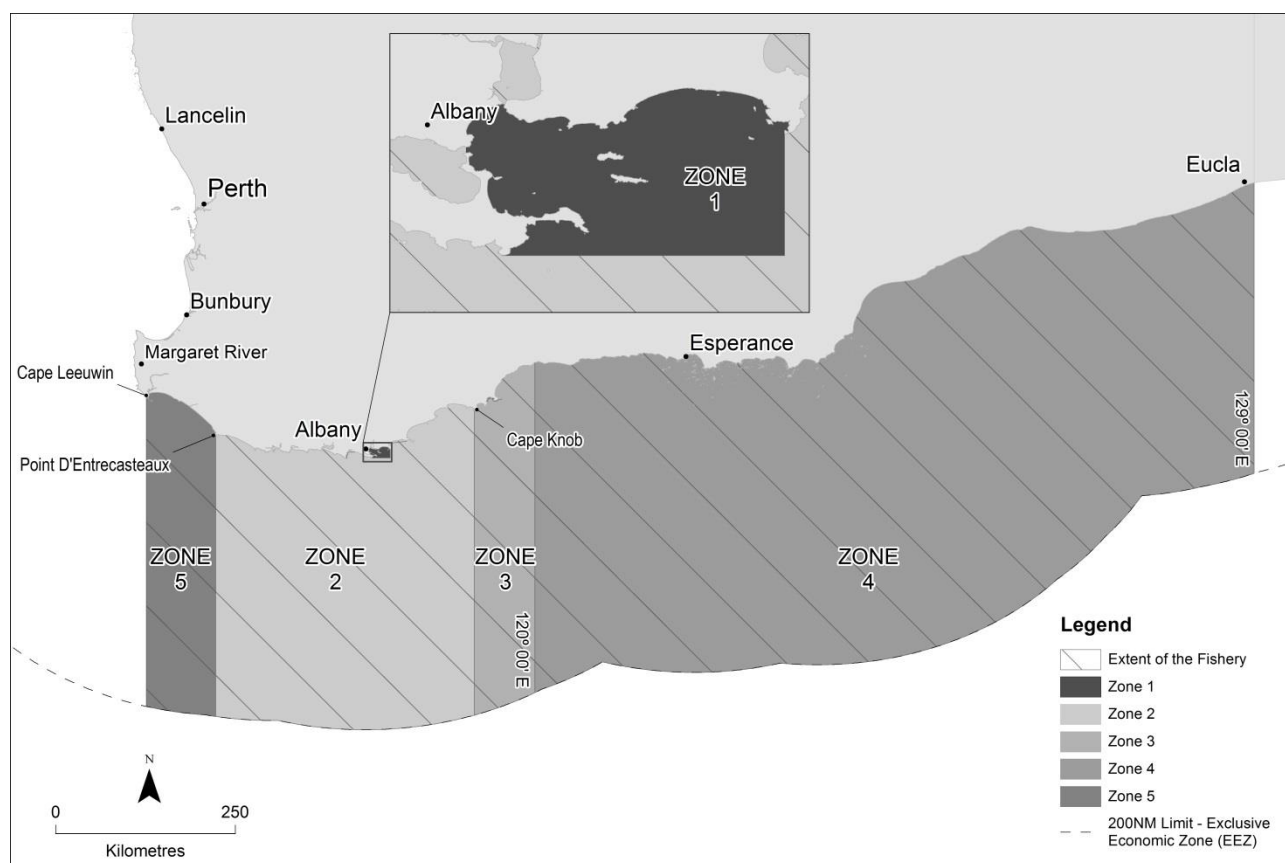 Lancelin
Perth
Bunbury
Margaret River
Cape Leeuwin
Point D'Entrecasteaux
Albany
Albany
ZONE
1
Eucla
Esperance
Cape Knob
129° 00' E
120° 00' E
ZONE
5
ZONE
2
ZONE
3
ZONE
4
Legend
Extent of the Fishery
Zone 1
Zone 2
Zone 3
Zone 4
Zone 5
200NM Limit - Exclusive
Economic Zone (EEZ)
N
0 250
Kilometres